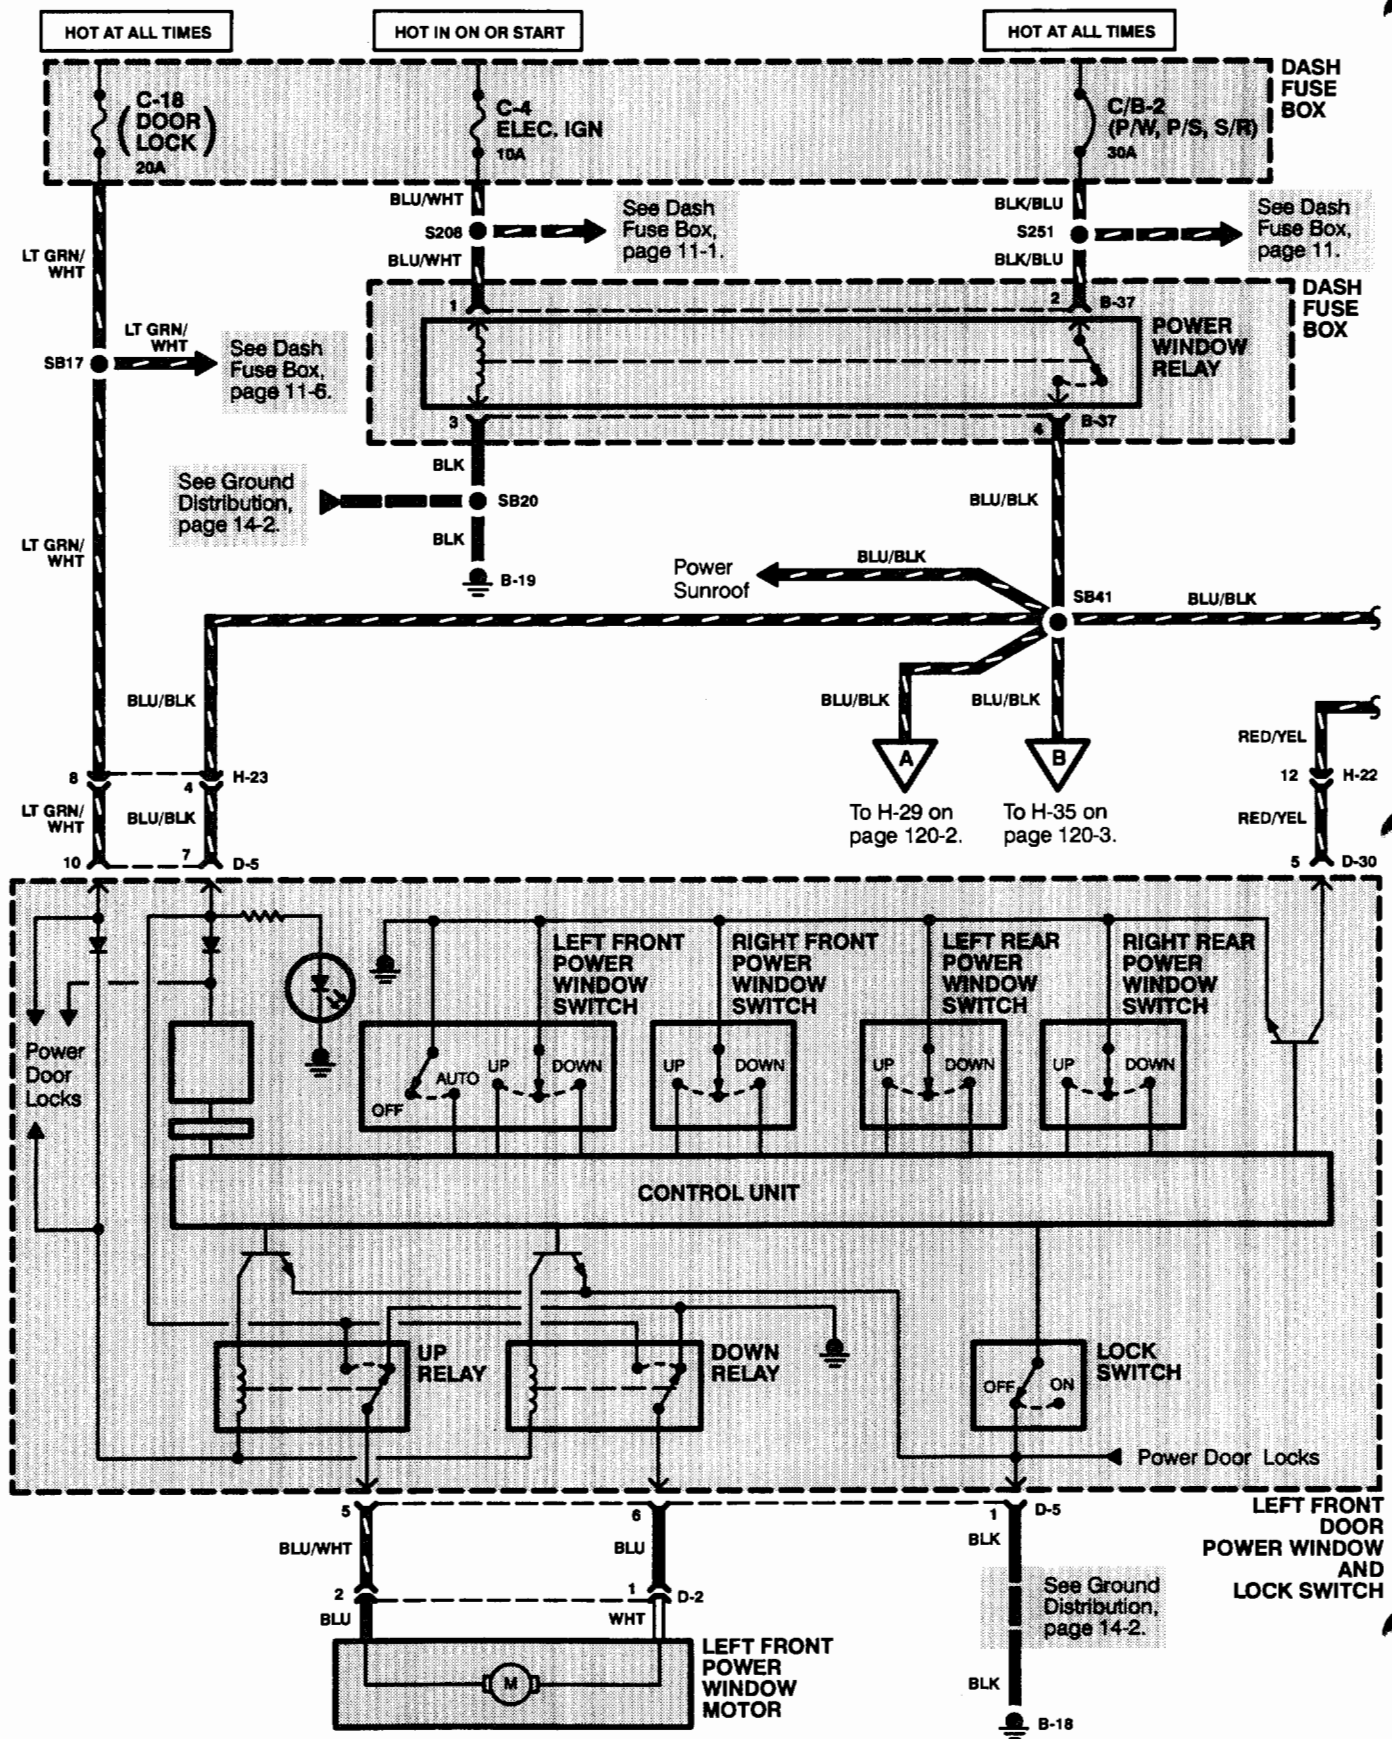 HOT AT ALL TIMES
HOT IN ON OR START
HOT AT ALL TIMES
DASH
FUSE
BOX
C-18
DOOR
LOCK
20A
C-4
ELEC. IGN
10A
C/B-2
(P/W, P/S, S/R)
30A
BLU/WHT
S208
BLU/WHT
See Dash
Fuse Box,
page 11-1.
BLK/BLU
S251
BLK/BLU
See Dash
Fuse Box,
page 11.
LT GRN/
WHT
LT GRN/
WHT
SB17
See Dash
Fuse Box,
page 11-6.
1
2
B-37
DASH
FUSE
BOX
POWER
WINDOW
RELAY
3
4
B-37
BLK
See Ground
Distribution,
page 14-2.
SB20
BLK
B-19
BLU/BLK
LT GRN/
WHT
Power
Sunroof
BLU/BLK
SB41
BLU/BLK
BLU/BLK
BLU/BLK
BLU/BLK
A
B
To H-29 on
page 120-2.
To H-35 on
page 120-3.
RED/YEL
12
H-22
RED/YEL
5
D-30
8
4
H-23
LT GRN/
WHT
BLU/BLK
10
7
D-5
LEFT FRONT
POWER
WINDOW
SWITCH
RIGHT FRONT
POWER
WINDOW
SWITCH
LEFT REAR
POWER
WINDOW
SWITCH
RIGHT REAR
POWER
WINDOW
SWITCH
Power
Door
Locks
OFF
AUTO
UP
DOWN
UP
DOWN
UP
DOWN
UP
DOWN
CONTROL UNIT
UP
RELAY
DOWN
RELAY
LOCK
SWITCH
OFF
ON
Power Door Locks
5
6
1
D-5
LEFT FRONT
DOOR
POWER WINDOW
AND
LOCK SWITCH
BLU/WHT
BLU
BLK
2
1
D-2
BLU
WHT
See Ground
Distribution,
page 14-2.
M
LEFT FRONT
POWER
WINDOW
MOTOR
BLK
B-18